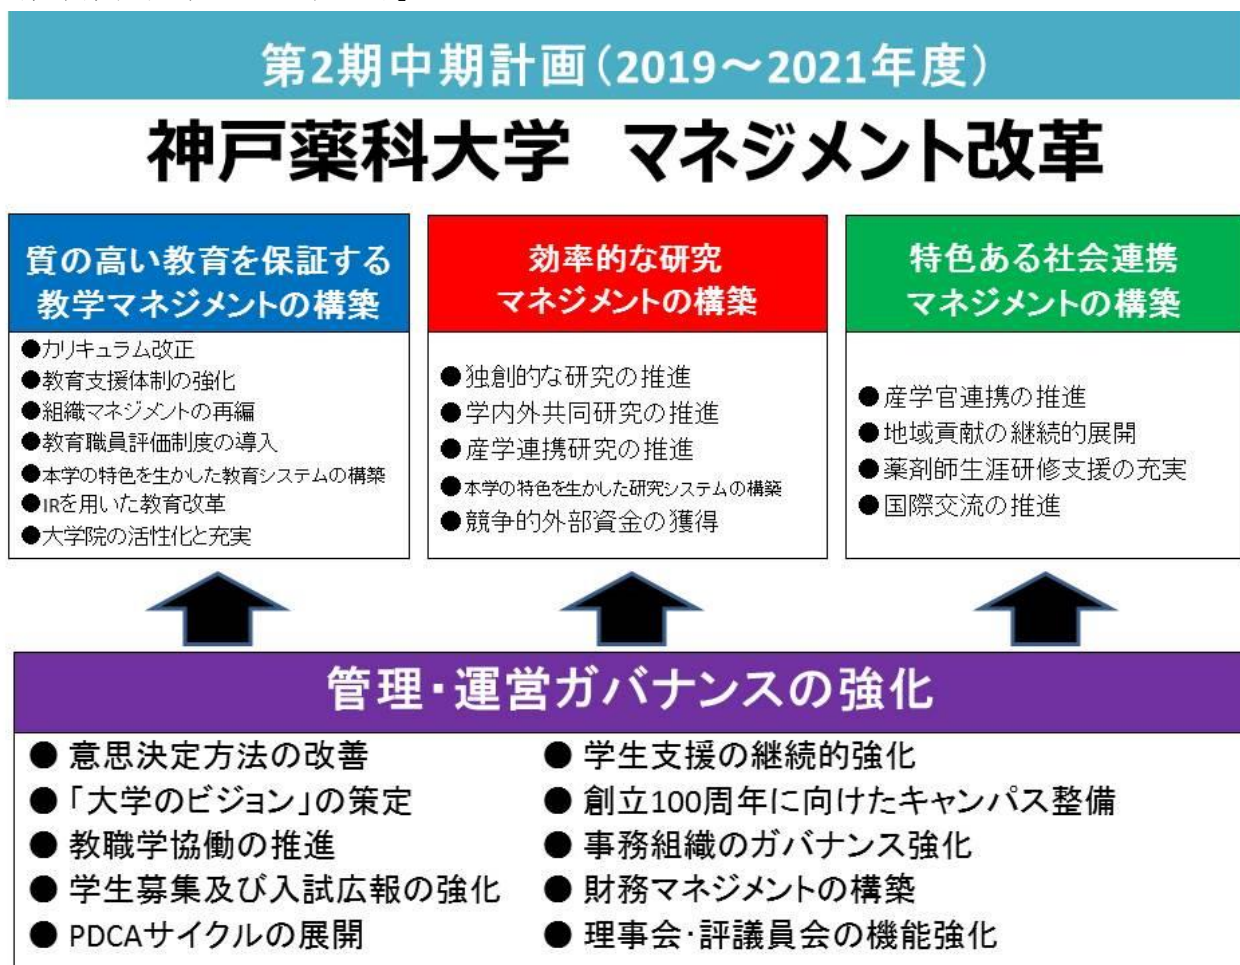 第2期中期計画（2019～2021年度）
神戸薬科大学　マネジメント改革
質の高い教育を保証する
教学マネジメントの構築
●カリキュラム改正
●教育支援体制の強化
●組織マネジメントの再編
●教育職員評価制度の導入
●本学の特色を生かした教育システムの構築
●IRを用いた教育改革
●大学院の活性化と充実
効率的な研究
マネジメントの構築
●独創的な研究の推進
●学内外共同研究の推進
●産学連携研究の推進
●本学の特色を生かした研究システムの構築
●競争的外部資金の獲得
特色ある社会連携
マネジメントの構築
●産学官連携の推進
●地域貢献の継続的展開
●薬剤師生涯研修支援の充実
●国際交流の推進
管理・運営ガバナンスの強化
● 意思決定方法の改善
● 「大学のビジョン」の策定
● 教職学協働の推進
● 学生募集及び入試広報の強化
● PDCAサイクルの展開
● 学生支援の継続的強化
● 創立100周年に向けたキャンパス整備
● 事務組織のガバナンス強化
● 財務マネジメントの構築
● 理事会・評議員会の機能強化